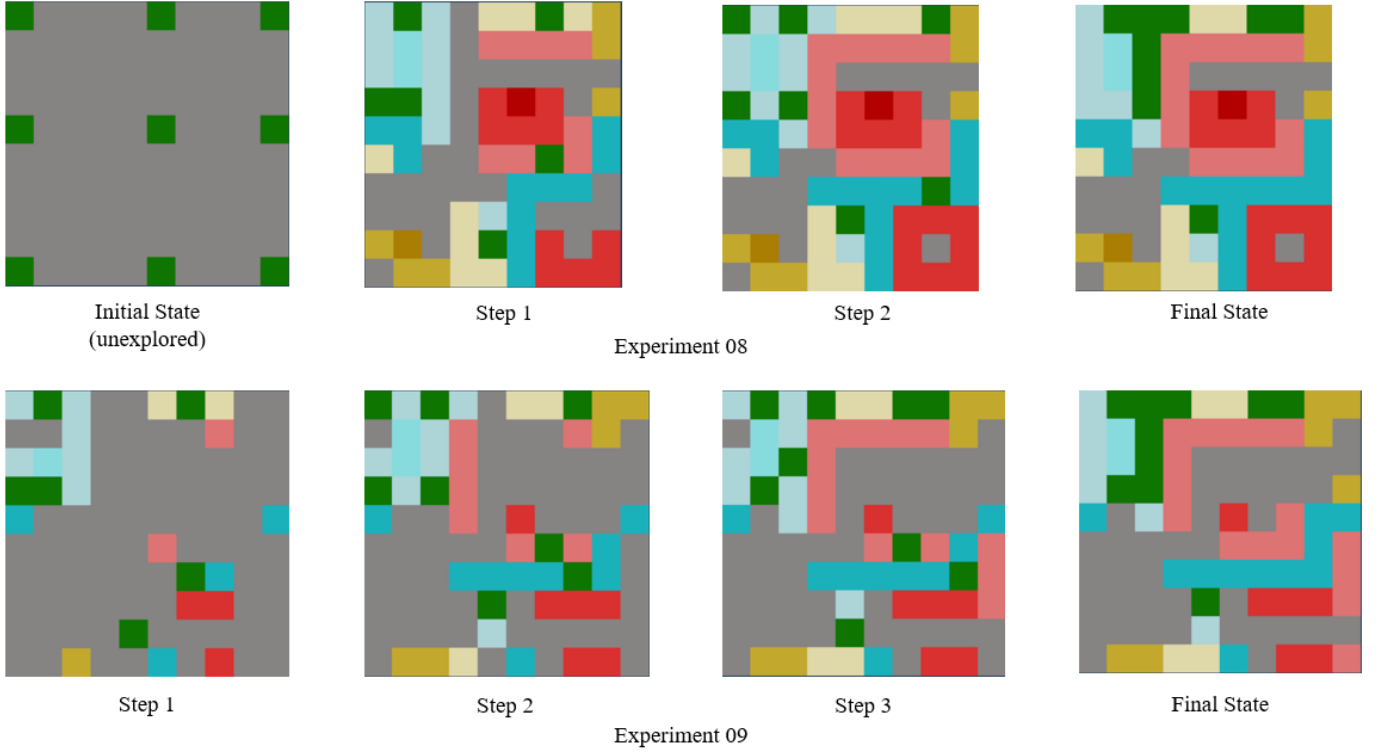 Initial State
(unexplored)
Step 1
Step 2
Final State
Experiment 08
Step 1
Step 2
Step 3
Final State
Experiment 09